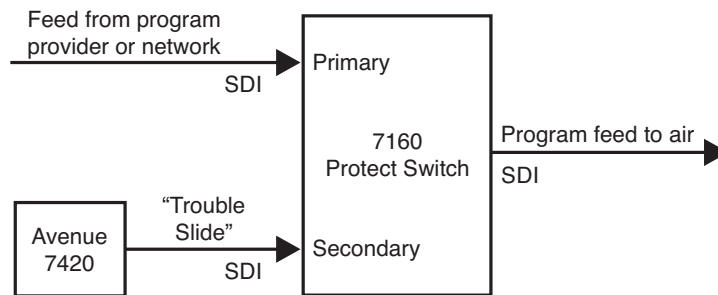 Feed from program
provider or network
SDI
Primary
7160
Protect Switch
Program feed to air
SDI
Avenue
7420
“Trouble
Slide”
SDI
Secondary